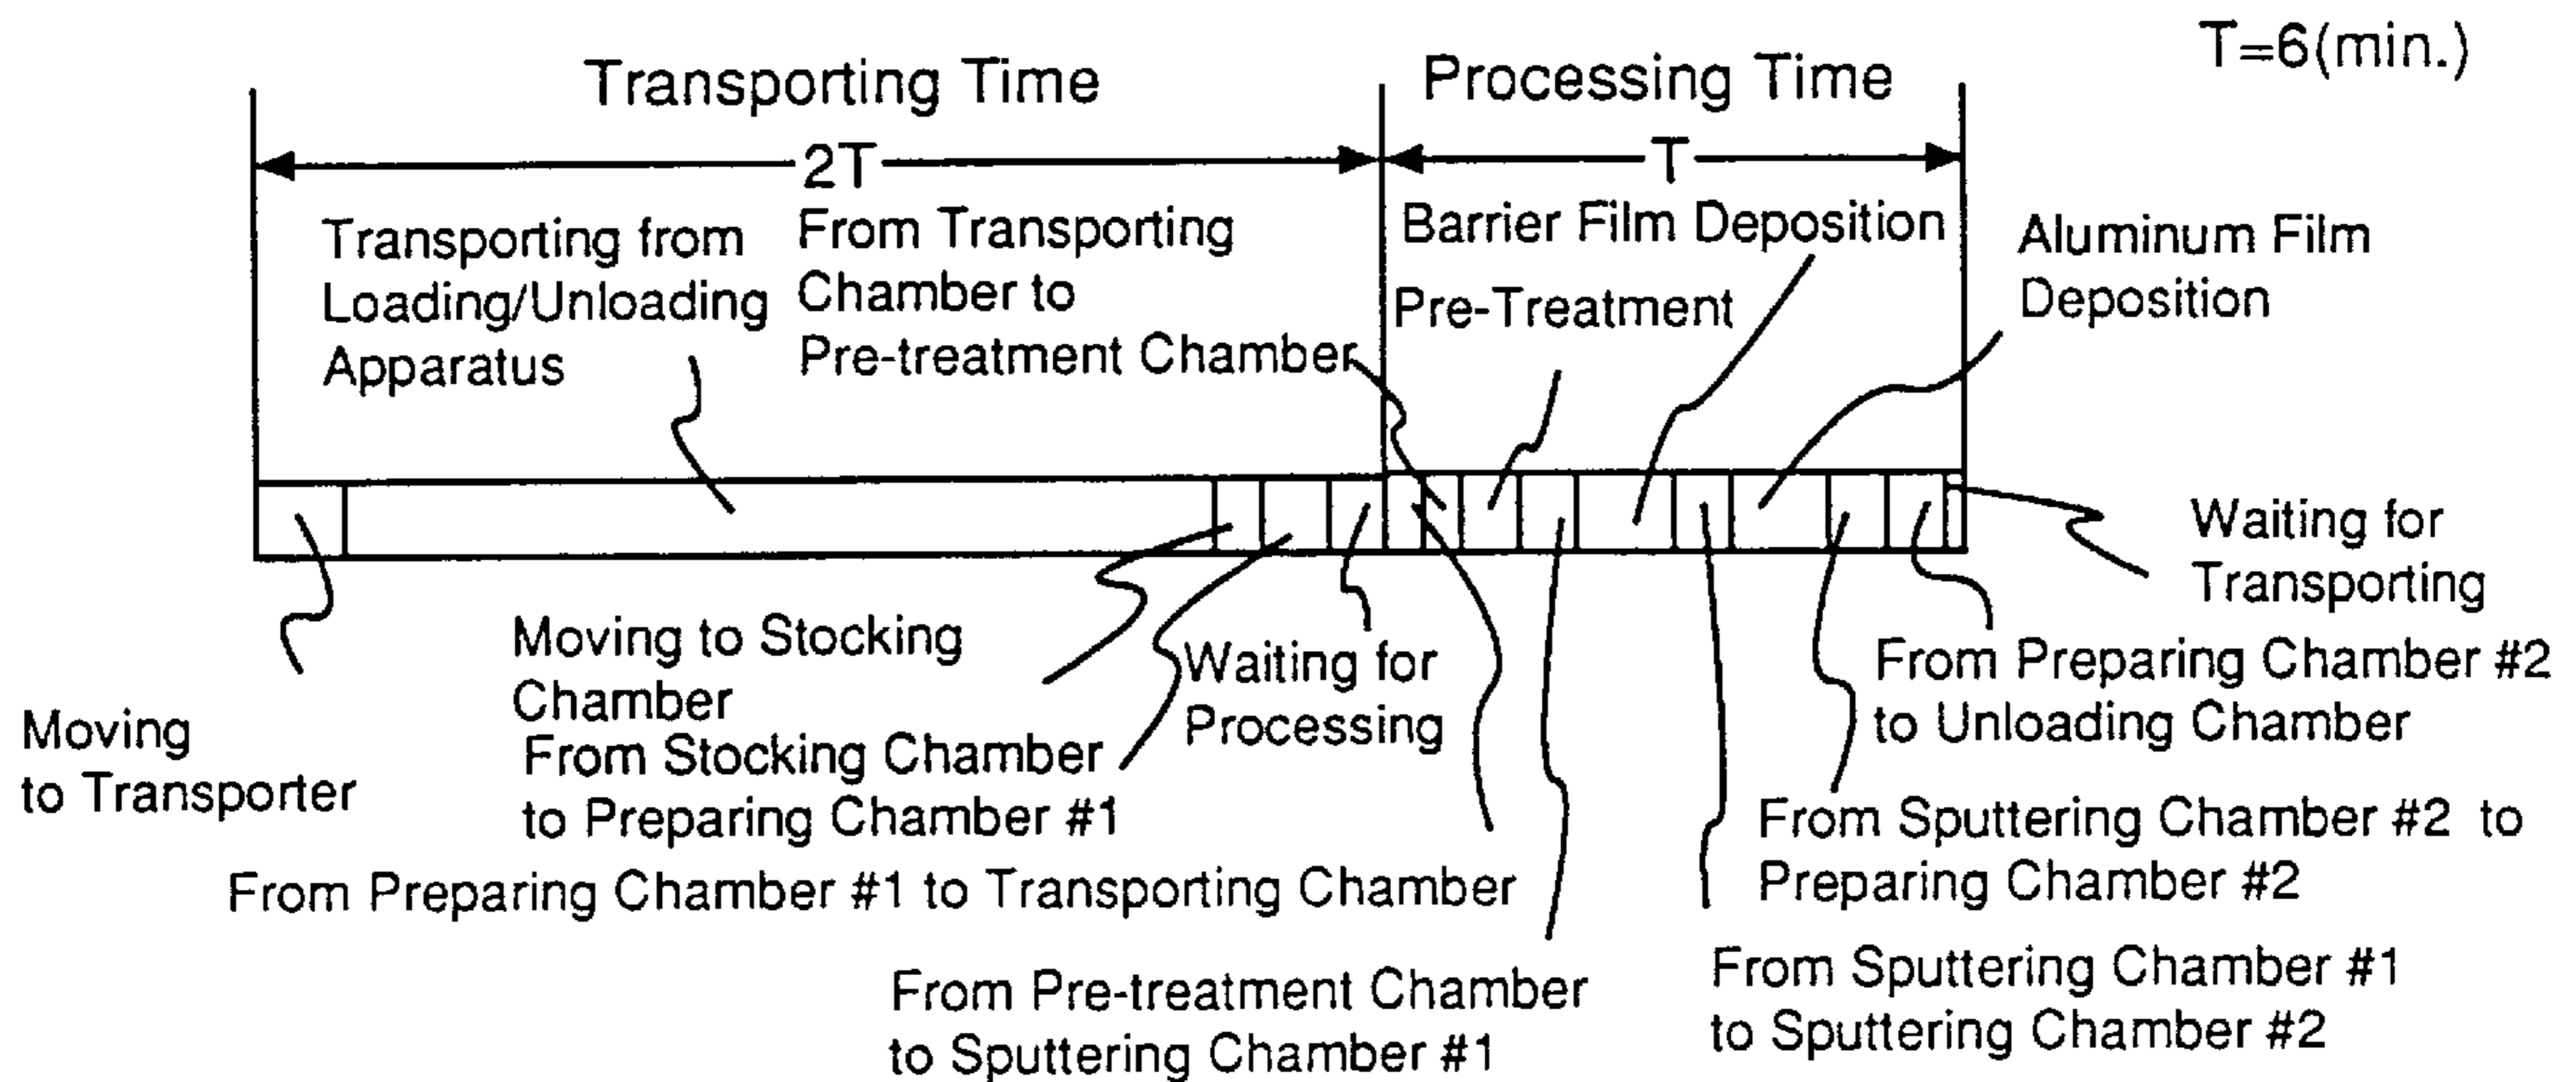 T=6(min.)
Transporting Time
Processing Time
2T
T
Transporting from
Loading/Unloading
Apparatus
From Transporting
Chamber to
Pre-treatment Chamber
Barrier Film Deposition
Pre-Treatment
Aluminum Film
Deposition
Moving
to Transporter
Moving to Stocking
Chamber
From Stocking Chamber
to Preparing Chamber #1
Waiting for
Processing
From Preparing Chamber #1 to Transporting Chamber
From Pre-treatment Chamber
to Sputtering Chamber #1
Waiting for
Transporting
From Preparing Chamber #2
to Unloading Chamber
From Sputtering Chamber #2 to
Preparing Chamber #2
From Sputtering Chamber #1
to Sputtering Chamber #2